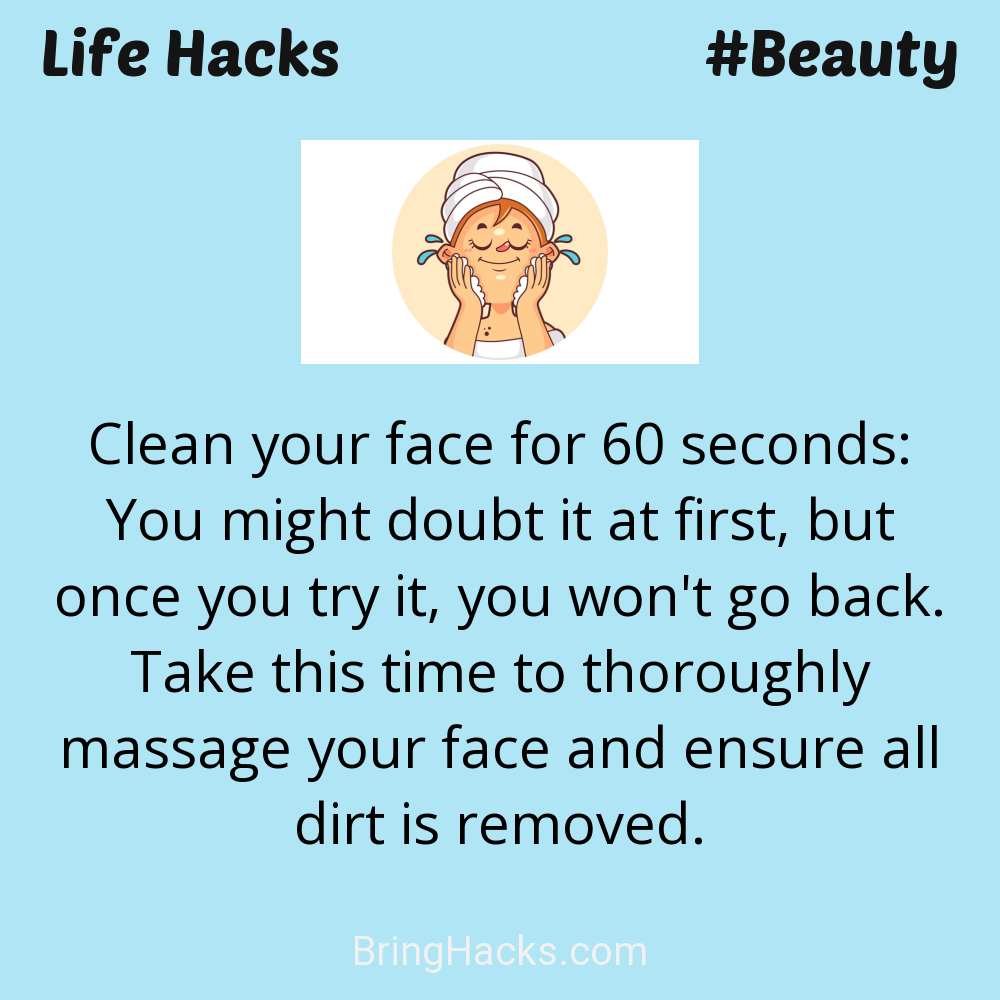 Life Hacks
#Beauty
Clean your face for 60 seconds:
You might doubt it at first, but
once you try it, you won't go back.
Take this time to thoroughly
massage your face and ensure all
dirt is removed.
BringHacks.com